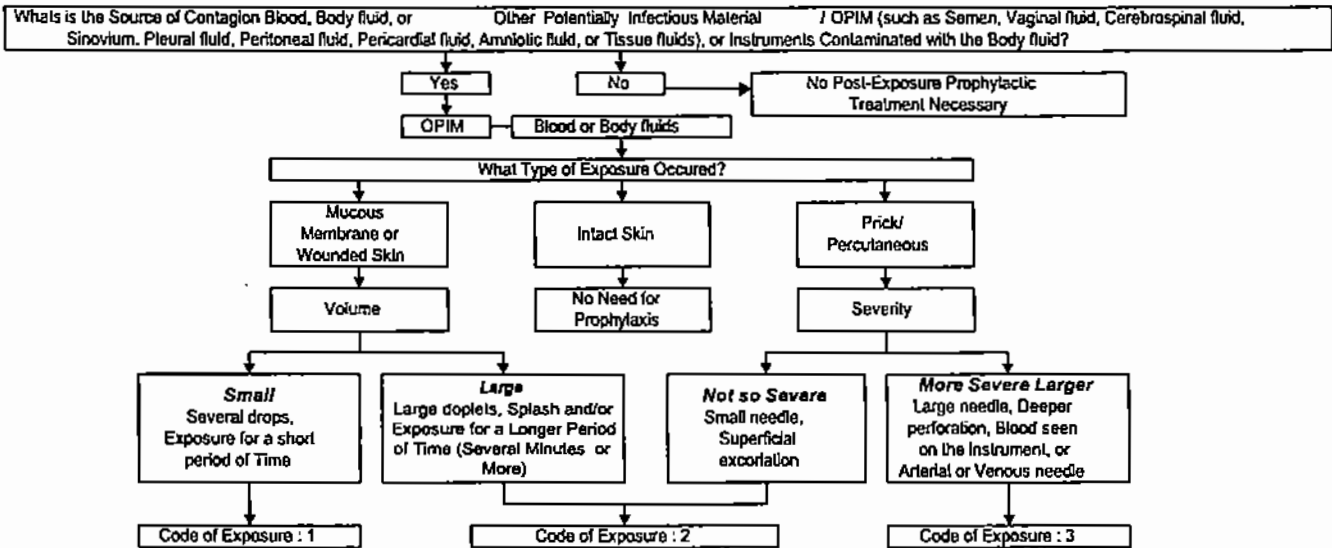 Whals is the Source of Contagion Blood, Body fluid, or Other Potentially Infectious Material / OPIM (such as Semen, Vaginal fluid, Cerebrospinal fluid,
Sinovium. Pleural fluid, Peritoneal fluid, Pericardial fluid, Amniotic fluid, or Tissue fluids), or Instruments Contaminated with the Body fluid?
Yes
No
No Post-Exposure Prophylactic
Treatment Necessary
OPIM
Blood or Body fluids
What Type of Exposure Occured?
Mucous
Membrane or
Wounded Skin
Intact Skin
Prick/
Percutaneous
Volume
No Need for
Prophylaxis
Severity
Small
Several drops,
Exposure for a short
period of Time
Large
Large doplets, Splash and/or
Exposure for a Longer Period
of Time (Several Minutes or
More)
Not so Severe
Small needle,
Superficial
excoriation
More Severe Larger
Large needle, Deeper
perforation, Blood seen
on the Instrument, or
Arterial or Venous needle
Code of Exposure : 1
Code of Exposure : 2
Code of Exposure : 3